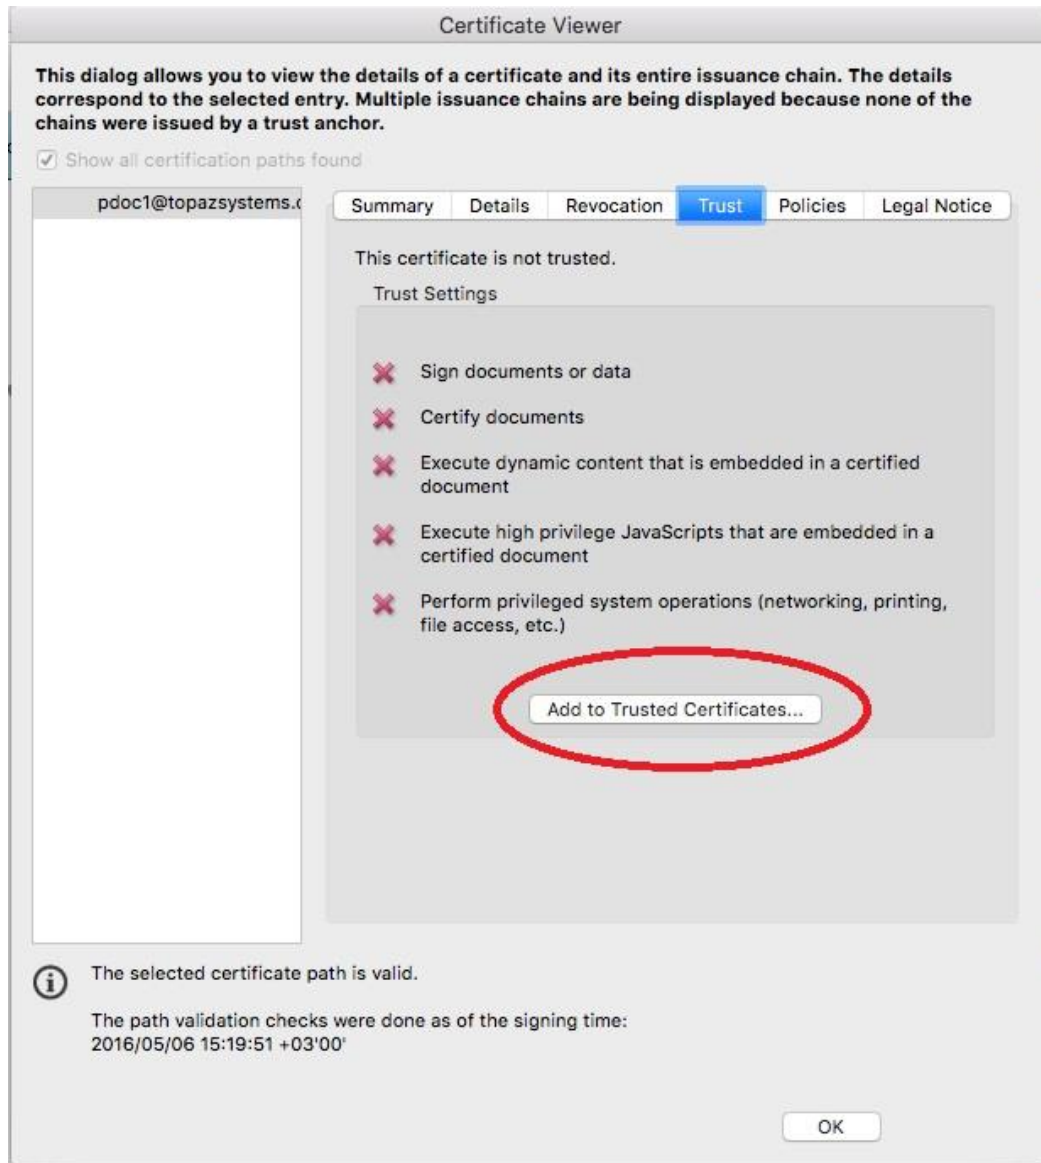 Certificate Viewer
This dialog allows you to view the details of a certificate and its entire issuance chain. The details
correspond to the selected entry. Multiple issuance chains are being displayed because none of the
chains were issued by a trust anchor.
Show all certification paths found
pdoc1@topazsystems.c
Summary Details Revocation Trust Policies Legal Notice
This certificate is not trusted.
Trust Settings
Sign documents or data
Certify documents
Execute dynamic content that is embedded in a certified
document
Execute high privilege JavaScripts that are embedded in a
certified document
Perform privileged system operations (networking, printing,
file access, etc.)
Add to Trusted Certificates...
The selected certificate path is valid.
The path validation checks were done as of the signing time:
2016/05/06 15:19:51 +03'00'
OK